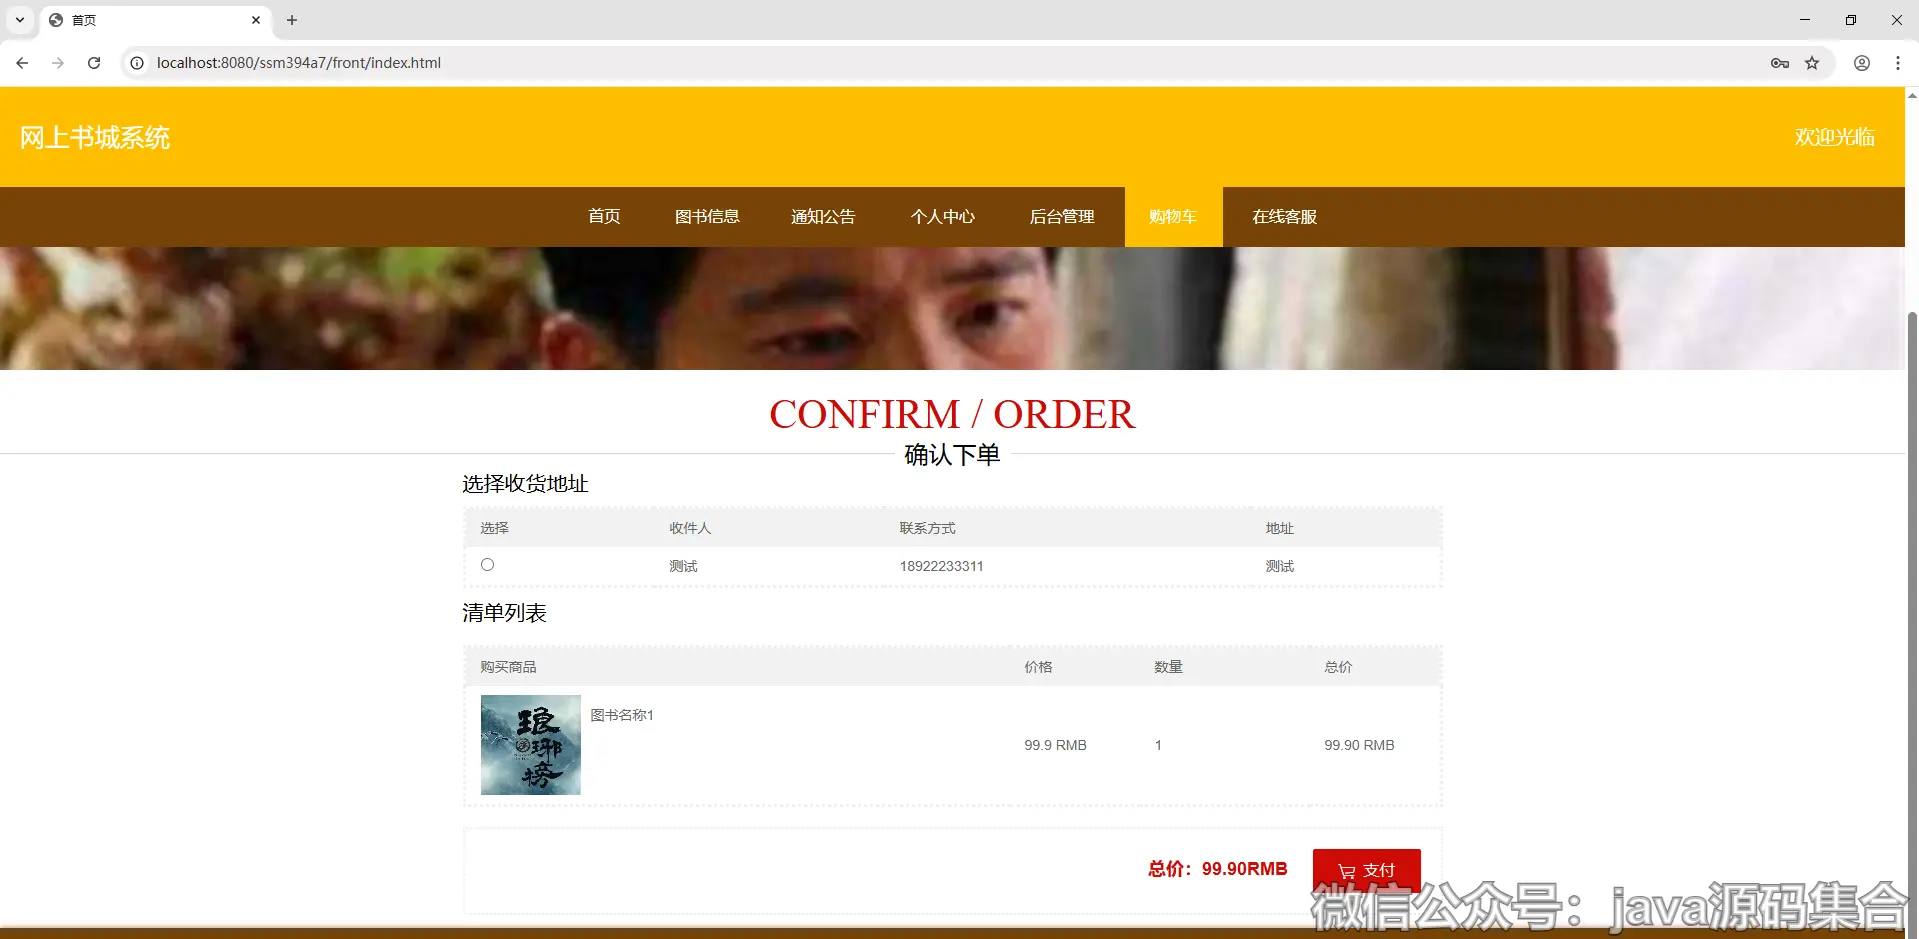 首页
localhost:8080/ssm394a7/front/index.html
网上书城系统
欢迎光临
首页 图书信息 通知公告 个人中心 后台管理 购物车 在线客服
CONFIRM / ORDER
确认下单
选择收货地址
选择 收件人 联系方式 地址
测试 18922233311 测试
清单列表
购买商品 价格 数量 总价
琅琊榜
图书名称1
99.9 RMB 1 99.90 RMB
总价：99.90RMB 支付
微信公众号：java源码集合